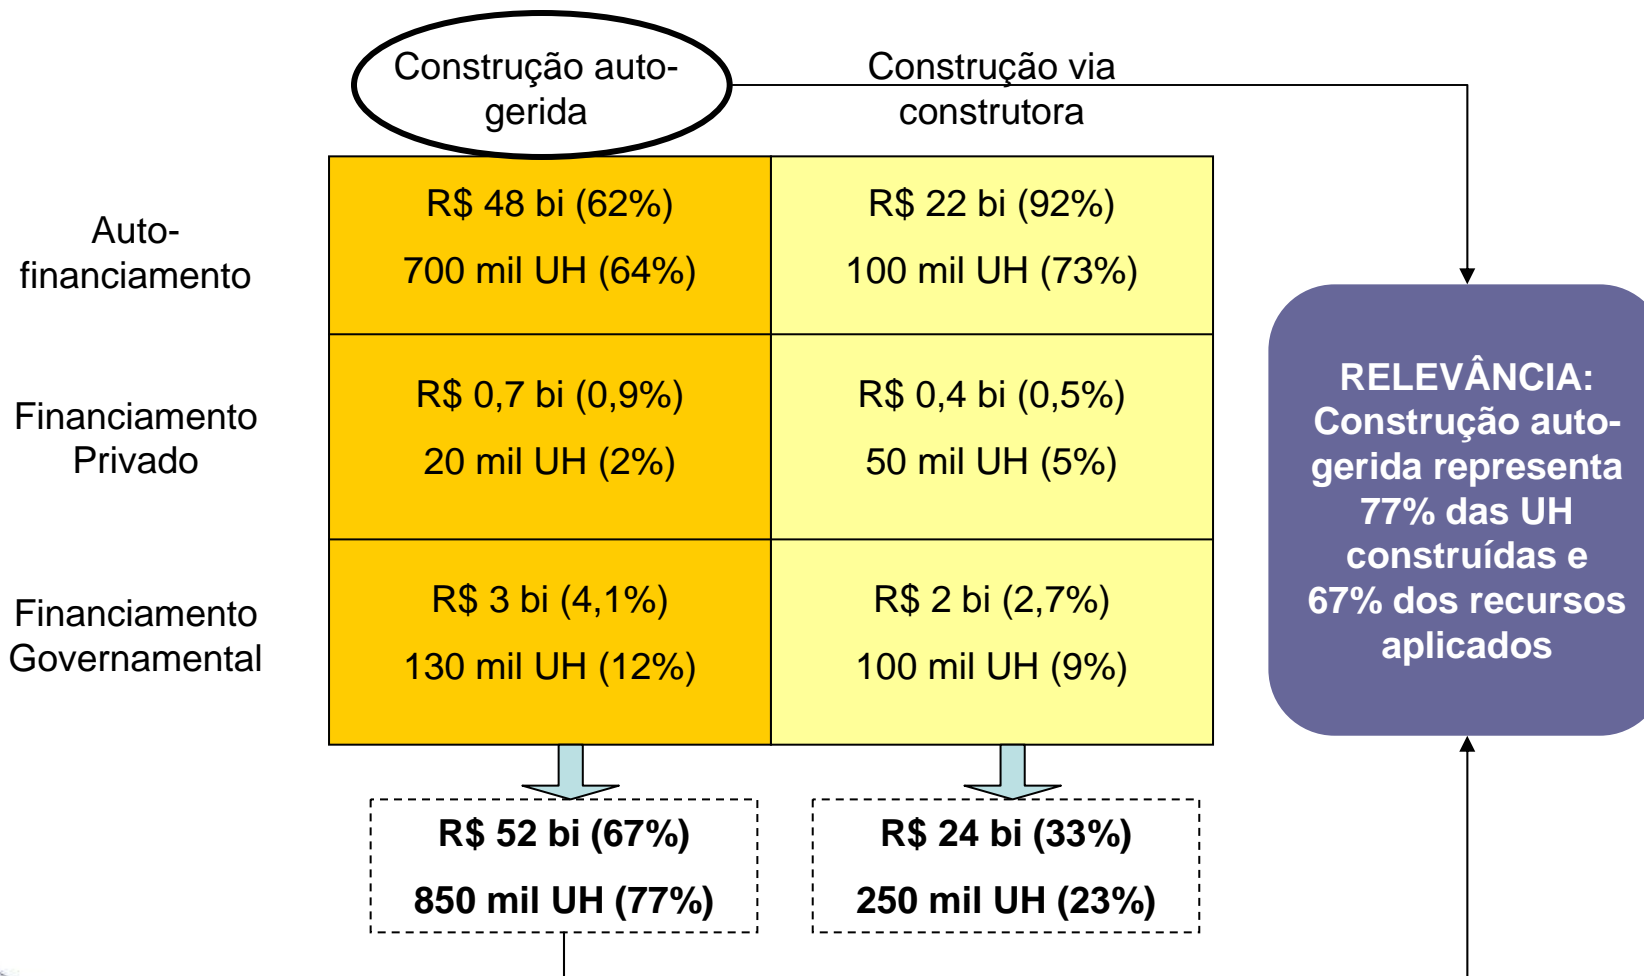 Construção auto-
gerida
Construção via
construtora
Auto-
financiamento
R$ 48 bi (62%)
700 mil UH (64%)
R$ 22 bi (92%)
100 mil UH (73%)
Financiamento
Privado
R$ 0,7 bi (0,9%)
20 mil UH (2%)
R$ 0,4 bi (0,5%)
50 mil UH (5%)
Financiamento
Governamental
R$ 3 bi (4,1%)
130 mil UH (12%)
R$ 2 bi (2,7%)
100 mil UH (9%)
R$ 52 bi (67%)
850 mil UH (77%)
R$ 24 bi (33%)
250 mil UH (23%)
RELEVÂNCIA:
Construção auto-
gerida representa
77% das UH
construídas e
67% dos recursos
aplicados